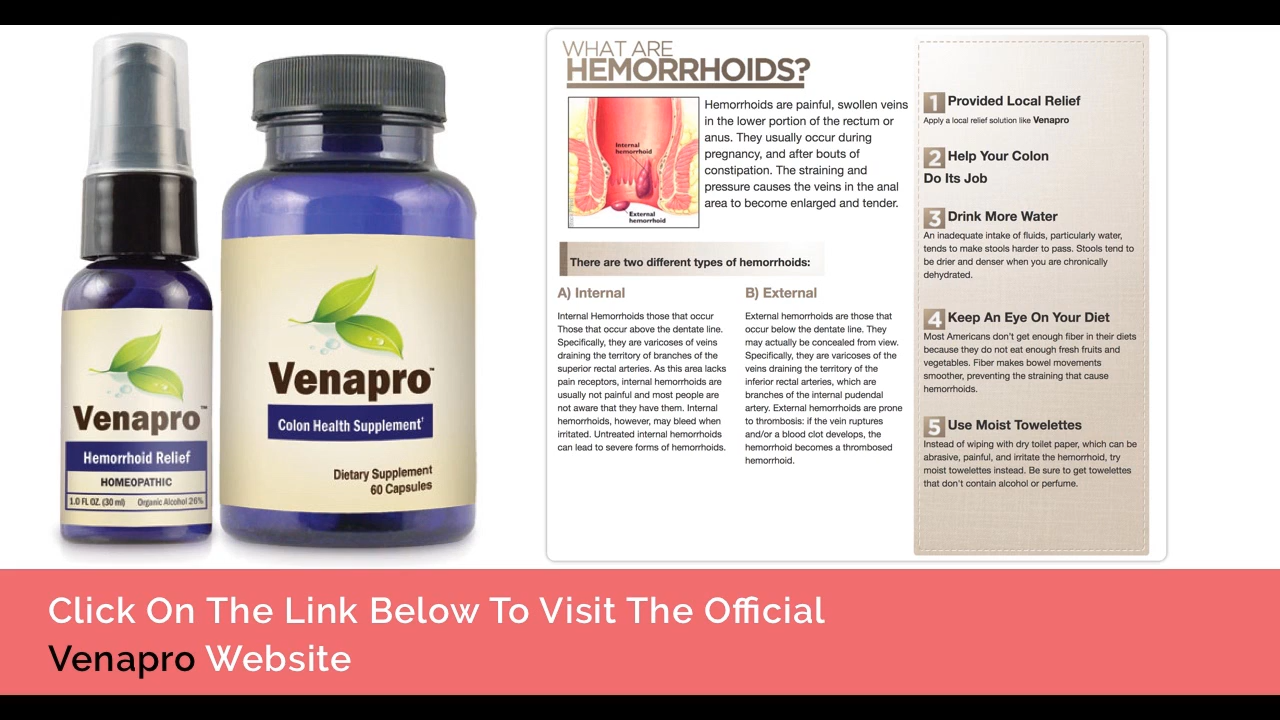 Venapro™
Hemorrhoid Relief
HOMEOPATHIC
1.0 FL OZ. (30 ml) Organic Alcohol 26%
Venapro™
Colon Health Supplement†
Dietary Supplement
60 Capsules
WHAT ARE
HEMORRHOIDS?
Internal
hemorrhoid
External
hemorrhoid
Hemorrhoids are painful, swollen veins
in the lower portion of the rectum or
anus. They usually occur during
pregnancy, and after bouts of
constipation. The straining and
pressure causes the veins in the anal
area to become enlarged and tender.
There are two different types of hemorrhoids:
A) Internal
Internal Hemorrhoids those that occur
Those that occur above the dentate line.
Specifically, they are varicoses of veins
draining the territory of branches of the
superior rectal arteries. As this area lacks
pain receptors, internal hemorrhoids are
usually not painful and most people are
not aware that they have them. Internal
hemorrhoids, however, may bleed when
irritated. Untreated internal hemorrhoids
can lead to severe forms of hemorrhoids.
B) External
External hemorrhoids are those that
occur below the dentate line. They
may actually be concealed from view.
Specifically, they are varicoses of the
veins draining the territory of the
inferior rectal arteries, which are
branches of the internal pudendal
artery. External hemorrhoids are prone
to thrombosis: if the vein ruptures
and/or a blood clot develops, the
hemorrhoid becomes a thrombosed
hemorrhoid.
1 Provided Local Relief
Apply a local relief solution like Venapro
2 Help Your Colon
Do Its Job
3 Drink More Water
An inadequate intake of fluids, particularly water,
tends to make stools harder to pass. Stools tend to
be drier and denser when you are chronically
dehydrated.
4 Keep An Eye On Your Diet
Most Americans don't get enough fiber in their diets
because they do not eat enough fresh fruits and
vegetables. Fiber makes bowel movements
smoother, preventing the straining that cause
hemorrhoids.
5 Use Moist Towelettes
Instead of wiping with dry toilet paper, which can be
abrasive, painful, and irritate the hemorrhoid, try
moist towelettes instead. Be sure to get towelettes
that don't contain alcohol or perfume.
Click On The Link Below To Visit The Official
Venapro Website